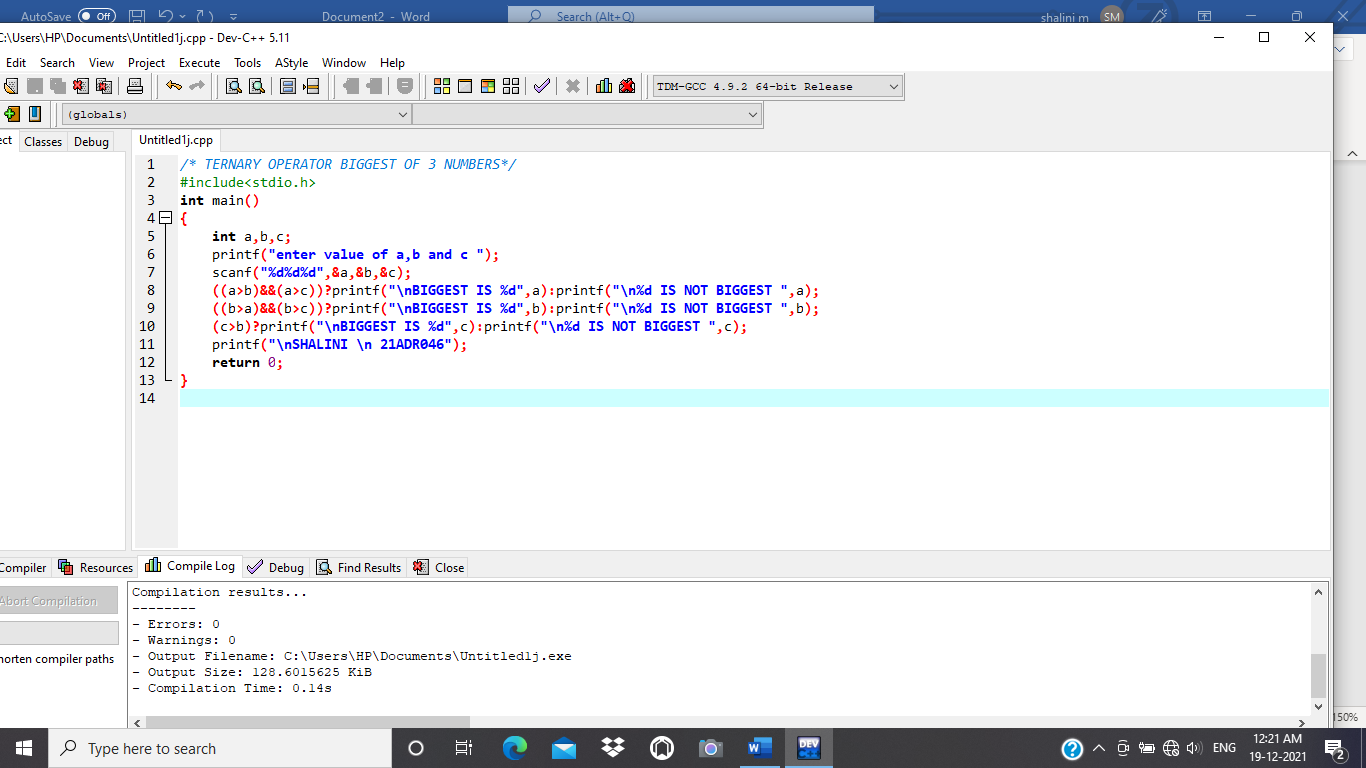 AutoSave Off Document2 - Word Search (Alt+Q) shalini m SM
C:\Users\HP\Documents\Untitled1j.cpp - Dev-C++ 5.11
Edit Search View Project Execute Tools AStyle Window Help
TDM-GCC 4.9.2 64-bit Release
(globals)
ect Classes Debug Untitled1j.cpp
1 /* TERNARY OPERATOR BIGGEST OF 3 NUMBERS*/
2 #include<stdio.h>
3 int main()
4 {
5 int a,b,c;
6 printf("enter value of a,b and c ");
7 scanf("%d%d%d",&a,&b,&c);
8 ((a>b)&&(a>c))?printf("\nBIGGEST IS %d",a):printf("\n%d IS NOT BIGGEST ",a);
9 ((b>a)&&(b>c))?printf("\nBIGGEST IS %d",b):printf("\n%d IS NOT BIGGEST ",b);
10 (c>b)?printf("\nBIGGEST IS %d",c):printf("\n%d IS NOT BIGGEST ",c);
11 printf("\nSHALINI \n 21ADR046");
12 return 0;
13 }
14
Compiler Resources Compile Log Debug Find Results Close
Abort Compilation
horten compiler paths
Compilation results...
--------
- Errors: 0
- Warnings: 0
- Output Filename: C:\Users\HP\Documents\Untitled1j.exe
- Output Size: 128.6015625 KiB
- Compilation Time: 0.14s
150%
Type here to search
W DEV C++ ? ENG 12:21 AM
19-12-2021 2